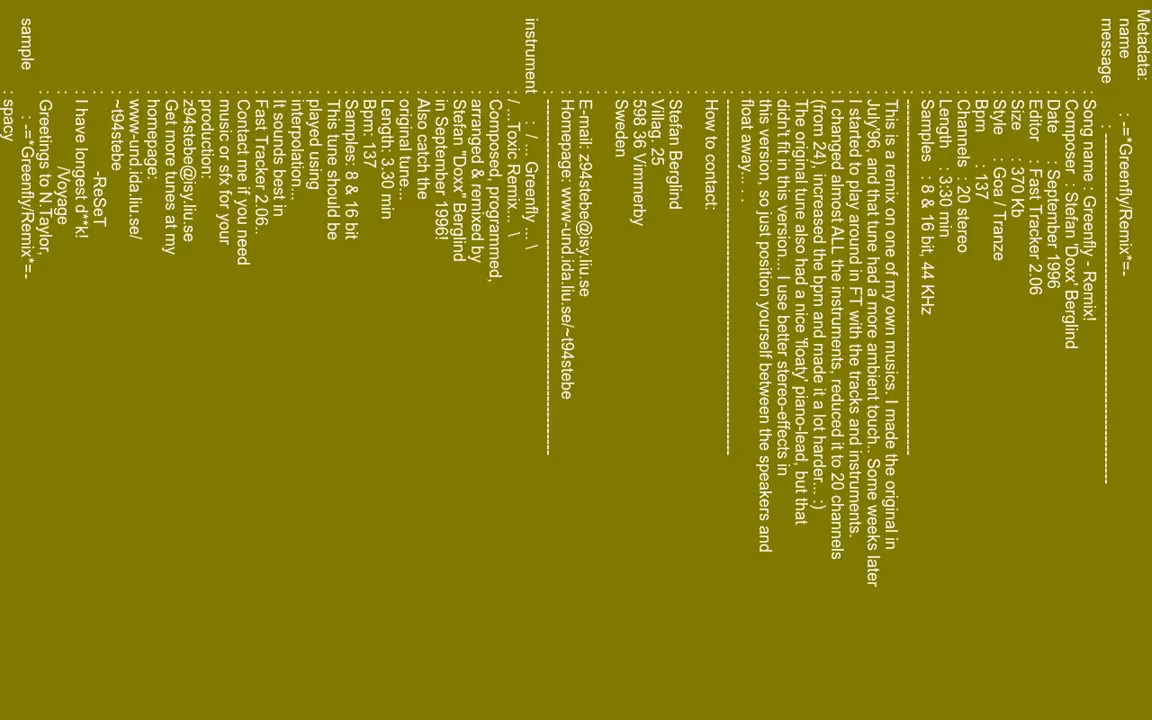 Metadata:
name : -=*Greenfly/Remix*=-
message : ----------------------------------------------------------------
: Song name : Greenfly - Remix!
: Composer : Stefan 'Doxx' Berglind
: Date : September 1996
: Editor : Fast Tracker 2.06
: Size : 370 Kb
: Style : Goa / Tranze
: Bpm : 137
: Channels : 20 stereo
: Length : 3:30 min
: Samples : 8 & 16 bit, 44 KHz
: ----------------------------------------------------------------
: This is a remix on one of my own musics. I made the original in
: July'96, and that tune had a more ambient touch.. Some weeks later
: I started to play around in FT with the tracks and instruments.
: I changed almost ALL the instruments, reduced it to 20 channels
: (from 24), increased the bpm and made it a lot harder... :)
: The original tune also had a nice 'floaty' piano-lead, but that
: didn't fit in this version... I use better stereo-effects in
: this version, so just position yourself between the speakers and
: float away. . . .
: ----------------------------------------------------------------
: How to contact:
:
: Stefan Berglind
: Villag. 25
: 598 36 Vimmerby
: Sweden
:
: E-mail: z94stebe@isy.liu.se
: Homepage: www-und.ida.liu.se/~t94stebe
: ----------------------------------------------------------------
instrument : / ... Greenfly ... \
: /...Toxic Remix... \
: Composed, programmed,
: arranged & remixed by
: Stefan "Doxx" Berglind
: in September 1996!
: Also catch the
: original tune...
: Length: 3.30 min
: Bpm: 137
: Samples: 8 & 16 bit
: This tune should be
: played using
: interpolation...
: It sounds best in
: Fast Tracker 2.06..
: Contact me if you need
: music or sfx for your
: production:
: z94stebe@isy.liu.se
: Get more tunes at my
: homepage:
: www-und.ida.liu.se/
: ~t94stebe
: -ReSeT
: I have longest d**k!
: /Voyage
: Greetings to N.Taylor,
sample : -=*Greenfly/Remix*=-
: spacy